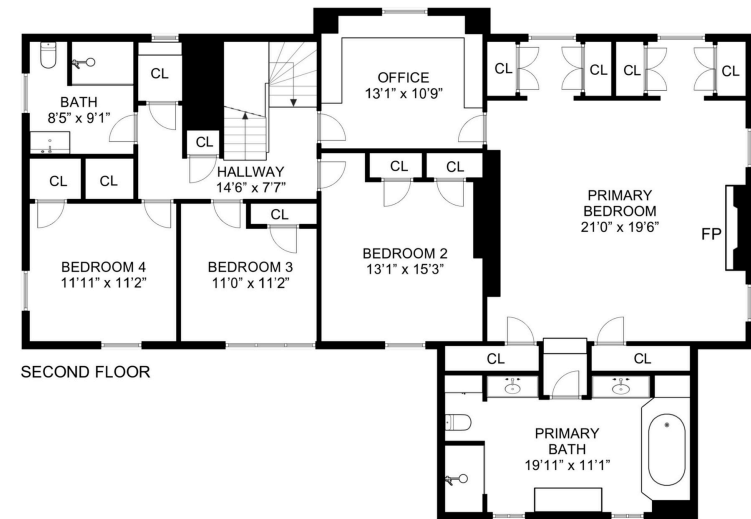 CL
BATH
8'5" x 9'1"
CL
CL
CL
HALLWAY
14'6" x 7'7"
OFFICE
13'1" x 10'9"
CL
CL
CL
CL
CL
CL
CL
PRIMARY
BEDROOM
21'0" x 19'6"
FP
BEDROOM 4
11'11" x 11'2"
BEDROOM 3
11'0" x 11'2"
BEDROOM 2
13'1" x 15'3"
CL
CL
SECOND FLOOR
PRIMARY
BATH
19'11" x 11'1"